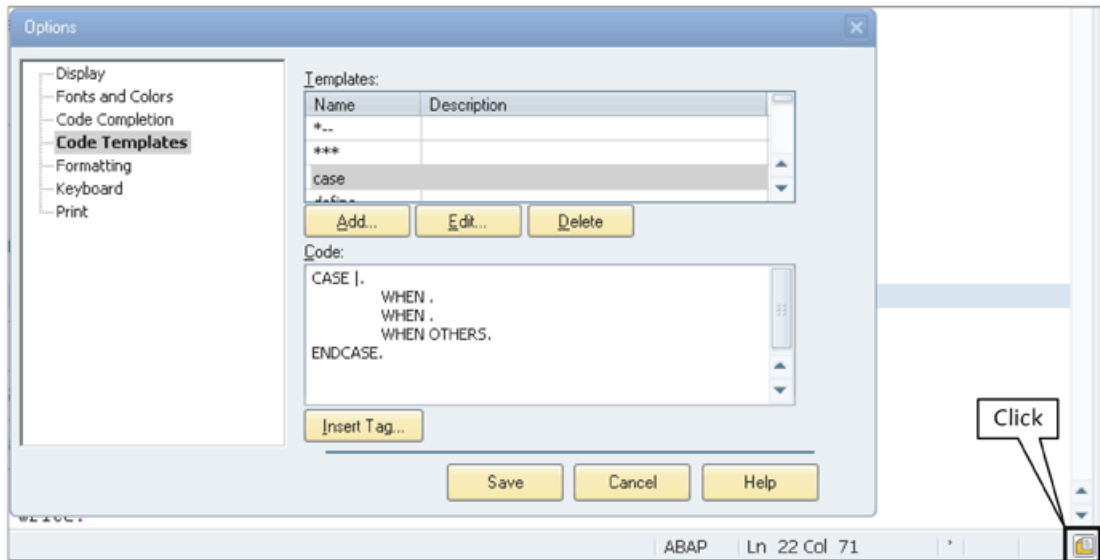 Options
Display
Fonts and Colors
Code Completion
Code Templates
Formatting
Keyboard
Print
Templates:
Name Description
*--
***
case
define
Add... Edit... Delete
Code:
CASE |.
WHEN .
WHEN .
WHEN OTHERS.
ENDCASE.
Insert Tag...
Save Cancel Help
Click
ABAP Ln 22 Col 71